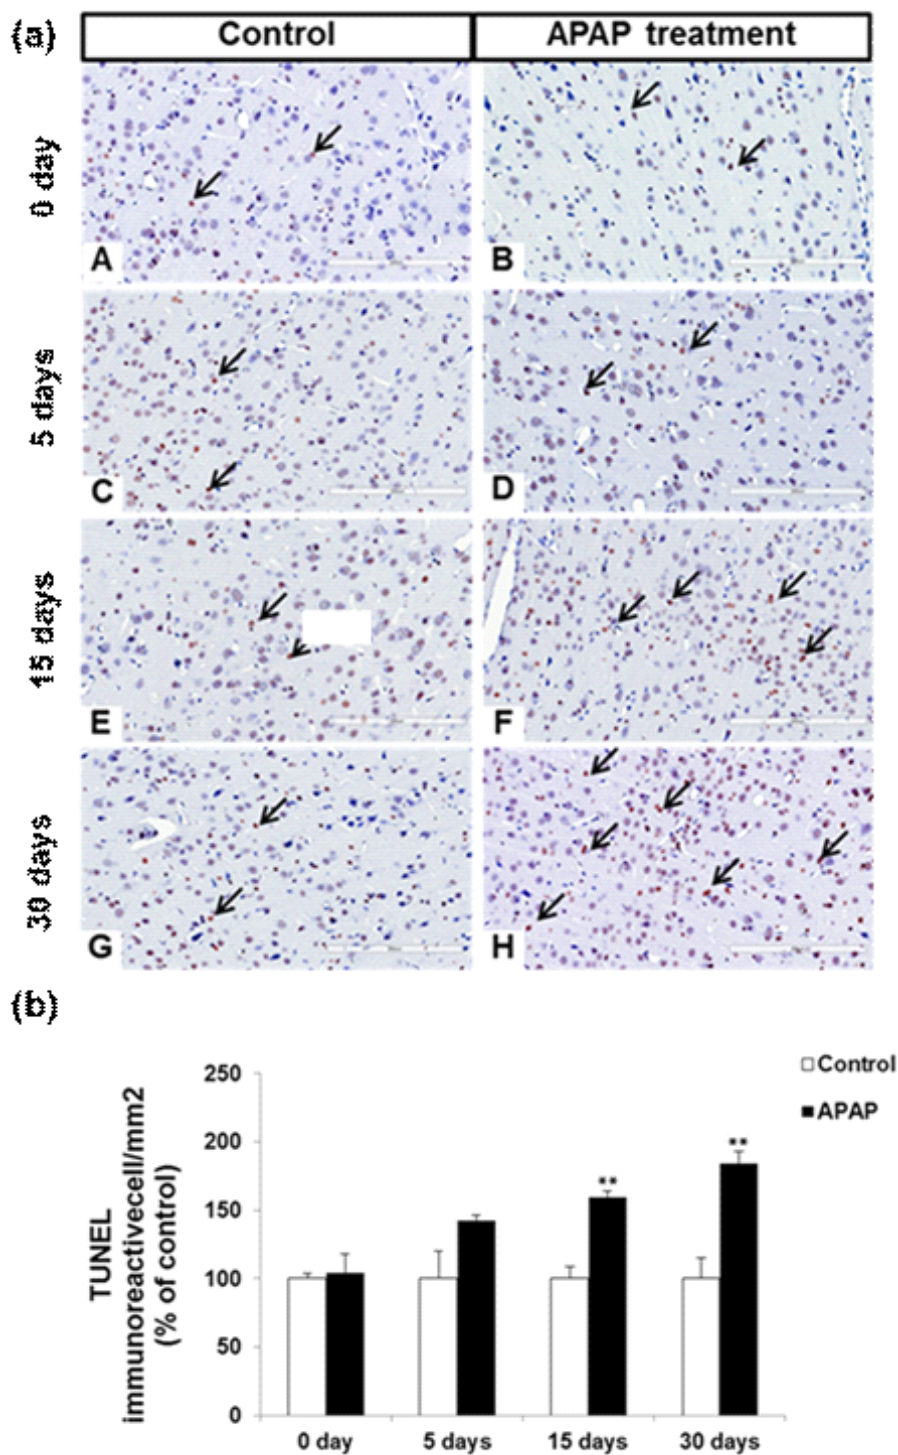 (a)
Control APAP treatment
0 day
A B
5 days
C D
15 days
E F
30 days
G H
(b)
TUNEL
immunoreactivecell/mm2
(% of control)
250
200
150
100
50
0
**
**
Control
APAP
0 day 5 days 15 days 30 days